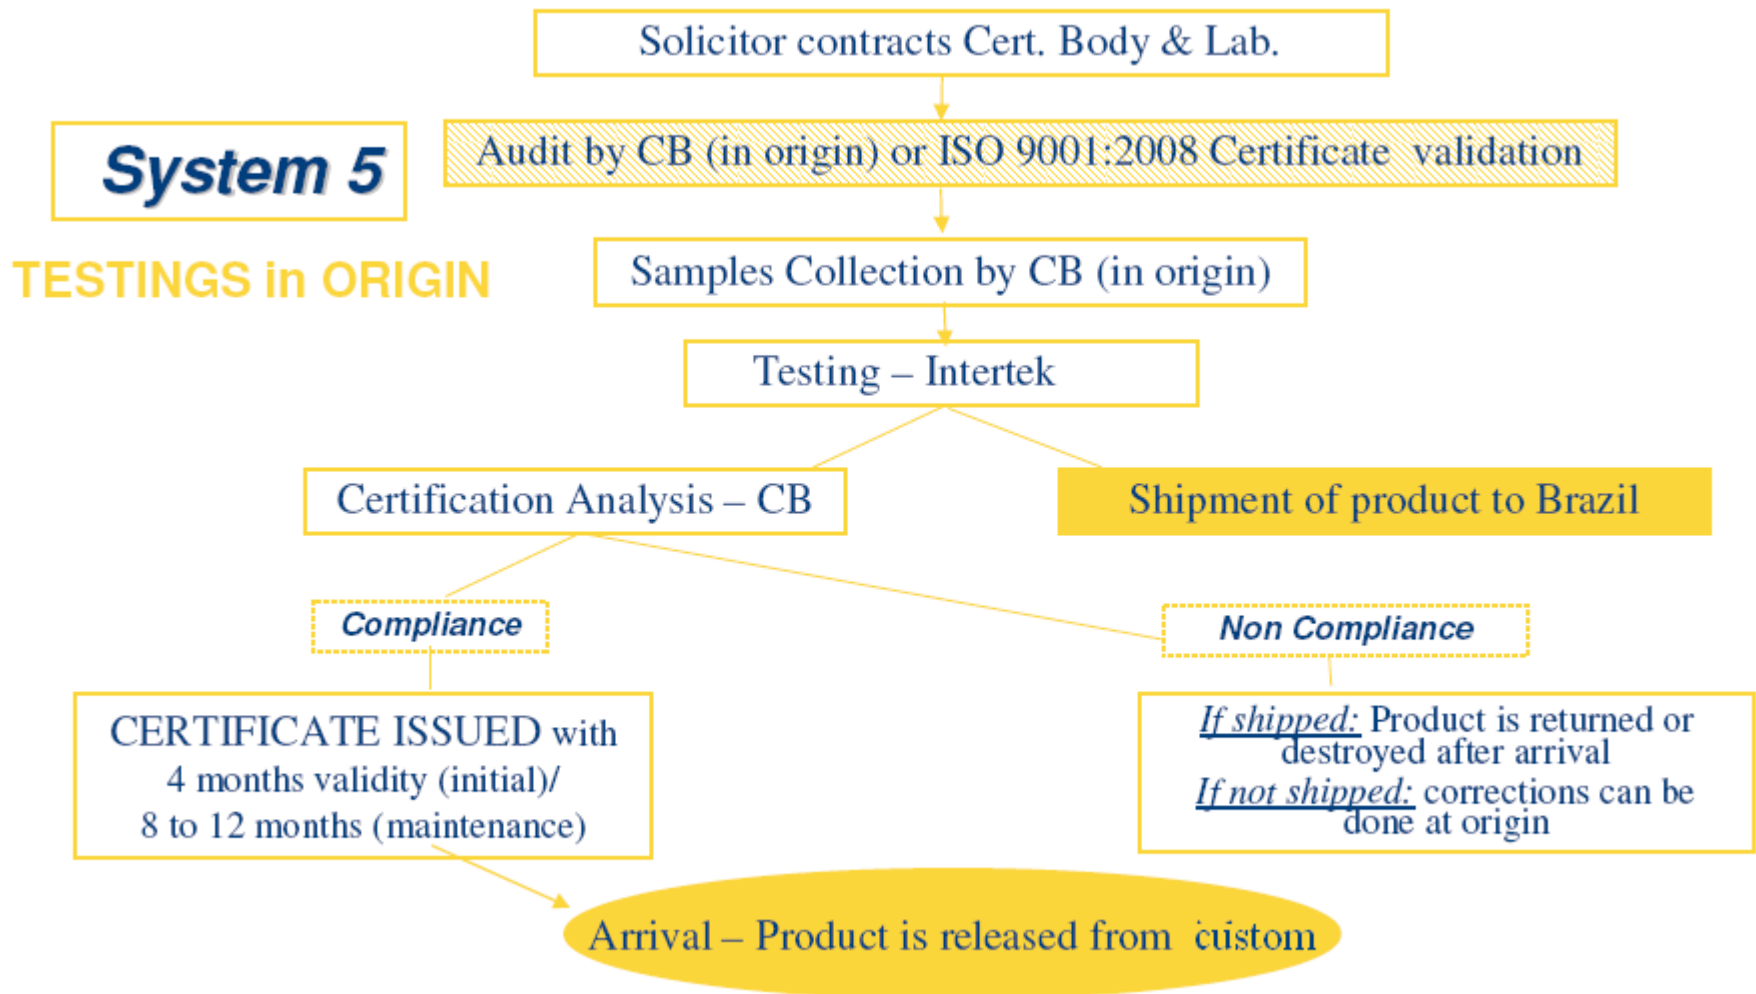 Solicitor contracts Cert. Body & Lab.
System 5
Audit by CB (in origin) or ISO 9001:2008 Certificate validation
TESTINGS in ORIGIN
Samples Collection by CB (in origin)
Testing – Intertek
Certification Analysis – CB
Shipment of product to Brazil
Compliance
Non Compliance
CERTIFICATE ISSUED with
4 months validity (initial)/
8 to 12 months (maintenance)
If shipped: Product is returned or
destroyed after arrival
If not shipped: corrections can be
done at origin
Arrival – Product is released from custom